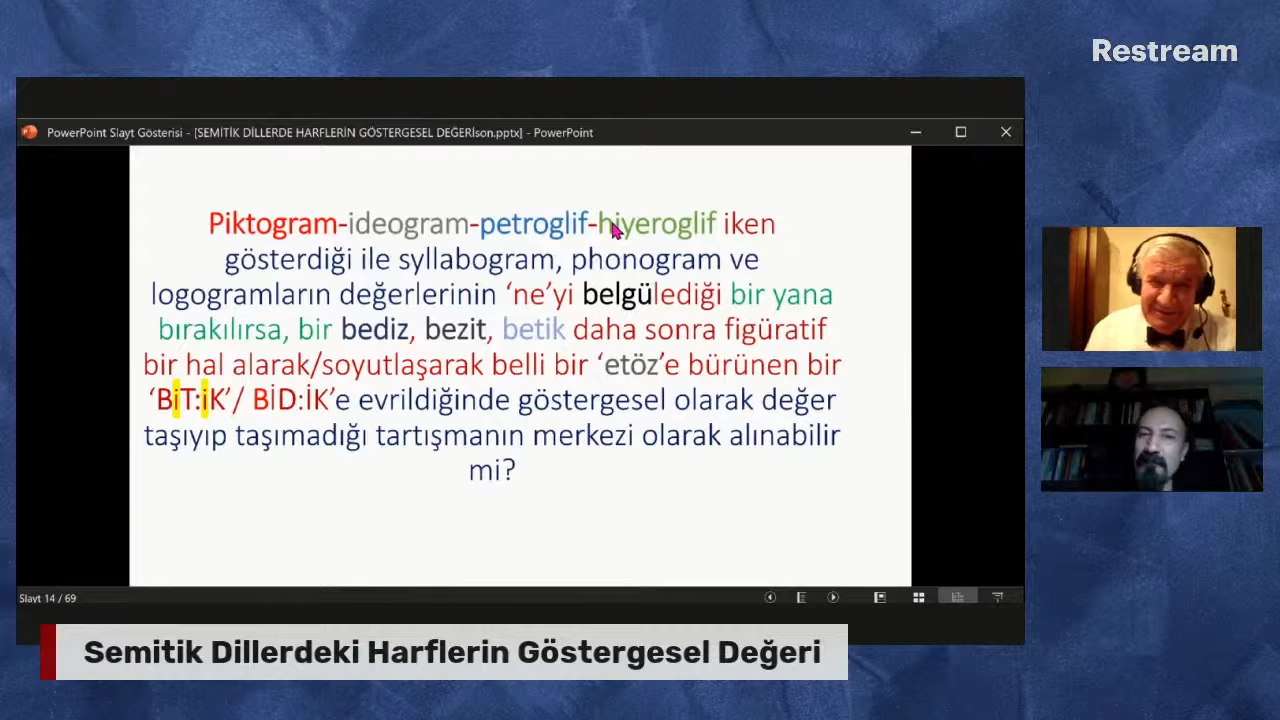 Restream
PowerPoint Slayt Gösterisi - [SEMİTİK DİLLERDE HARFLERİN GÖSTERGESEL DEĞERİson.pptx] - PowerPoint
Piktogram-ideogram-petroglif-hiyeroglif iken
gösterdiği ile syllabogram, phonogram ve
logogramların değerlerinin ‘ne’yi belgülediği bir yana
bırakılırsa, bir bediz, bezit, betik daha sonra figüratif
bir hal alarak/soyutlaşarak belli bir ‘etöz’e bürünen bir
‘BiT:iK’/ BİD:İK’e evrildiğinde göstergesel olarak değer
taşıyıp taşımadığı tartışmanın merkezi olarak alınabilir
mi?
Slayt 14 / 69
Semitik Dillerdeki Harflerin Göstergesel Değeri